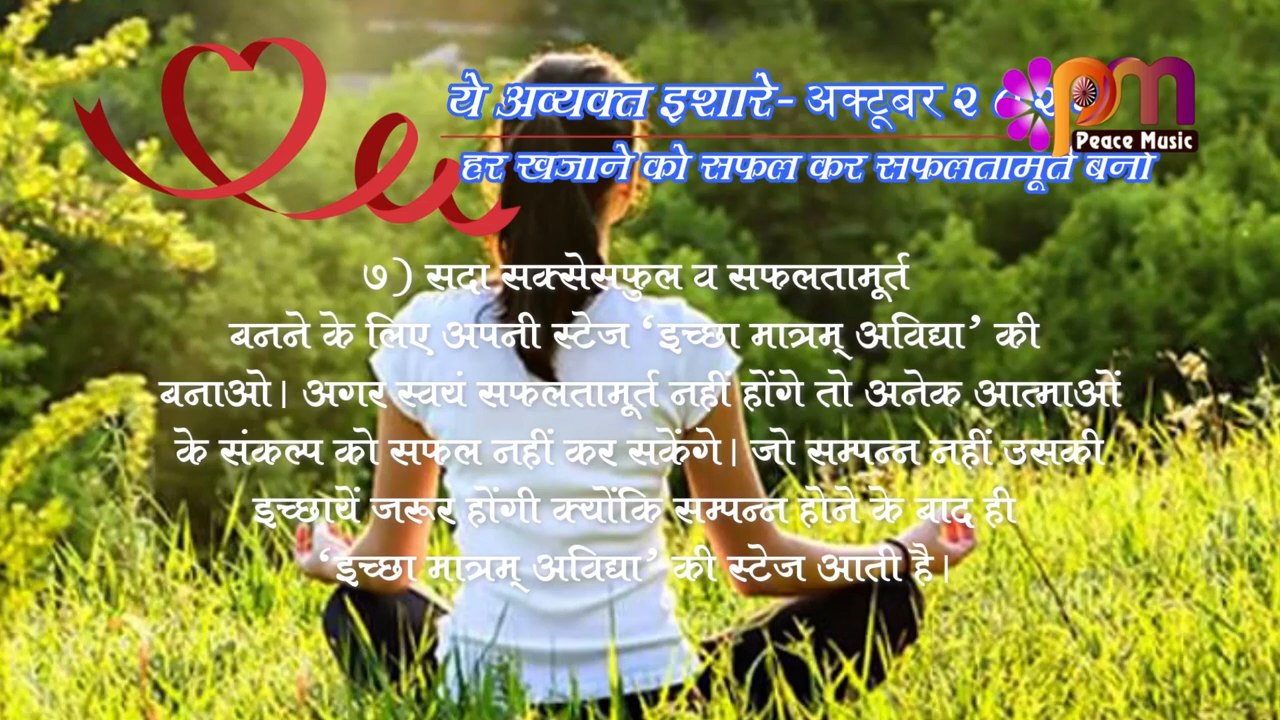 ये अव्यक्त इशारे- अक्टूबर २
pm
Peace Music
हर खजाने को सफल कर सफलतामूर्त बनो
७) सदा सक्सेसफुल व सफलतामूर्त
बनने के लिए अपनी स्टेज ‘इच्छा मात्रम् अविद्या’ की
बनाओ। अगर स्वयं सफलतामूर्त नहीं होंगे तो अनेक आत्माओं
के संकल्प को सफल नहीं कर सकेंगे। जो सम्पन्न नहीं उसकी
इच्छायें जरूर होंगी क्योंकि सम्पन्न होने के बाद ही
‘इच्छा मात्रम् अविद्या’ की स्टेज आती है।